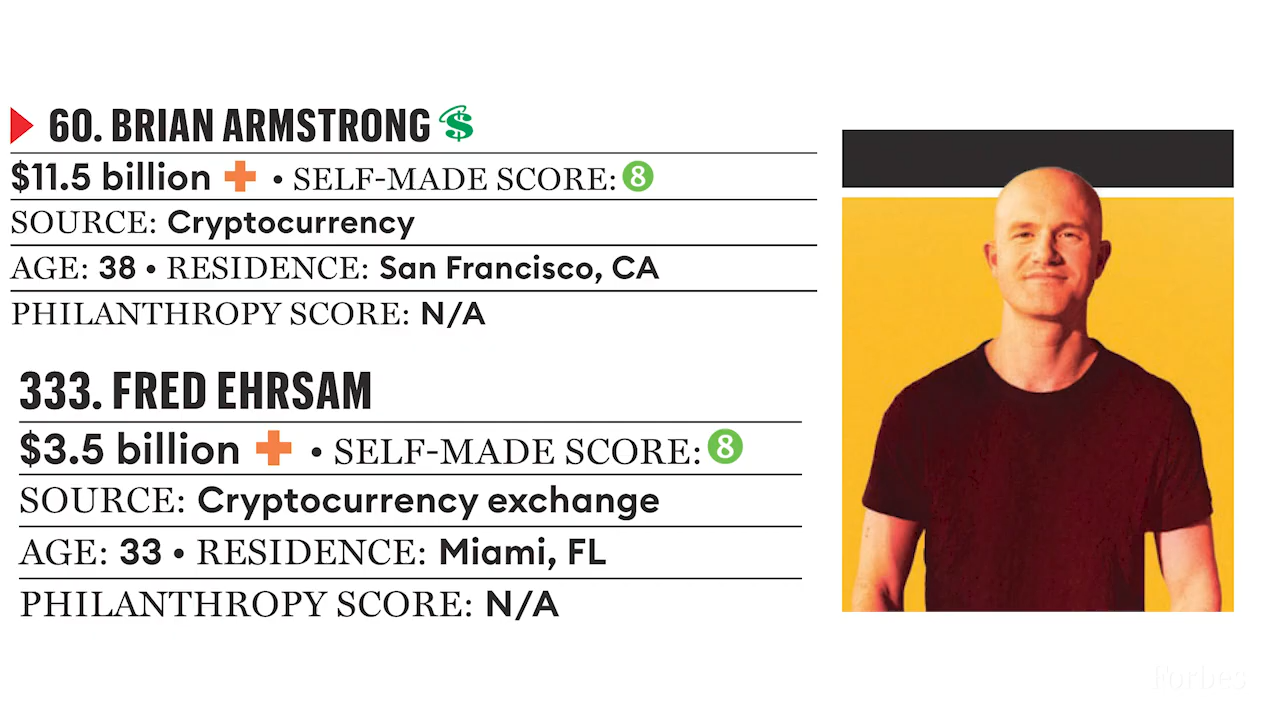 60. BRIAN ARMSTRONG
$11.5 billion + • SELF-MADE SCORE: 8
SOURCE: Cryptocurrency
AGE: 38 • RESIDENCE: San Francisco, CA
PHILANTHROPY SCORE: N/A
333. FRED EHRSAM
$3.5 billion + • SELF-MADE SCORE: 8
SOURCE: Cryptocurrency exchange
AGE: 33 • RESIDENCE: Miami, FL
PHILANTHROPY SCORE: N/A
Forbes